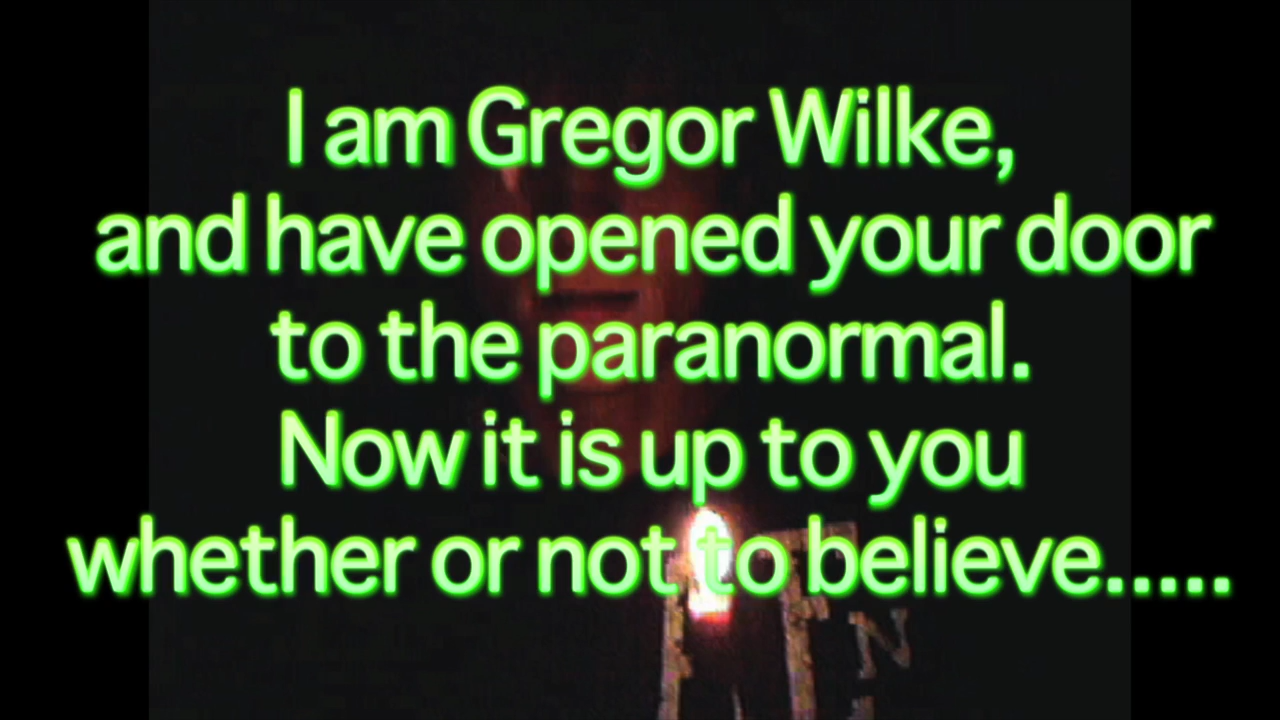 I am Gregor Wilke,
and have opened your door
to the paranormal.
Now it is up to you
whether or not to believe.....
N